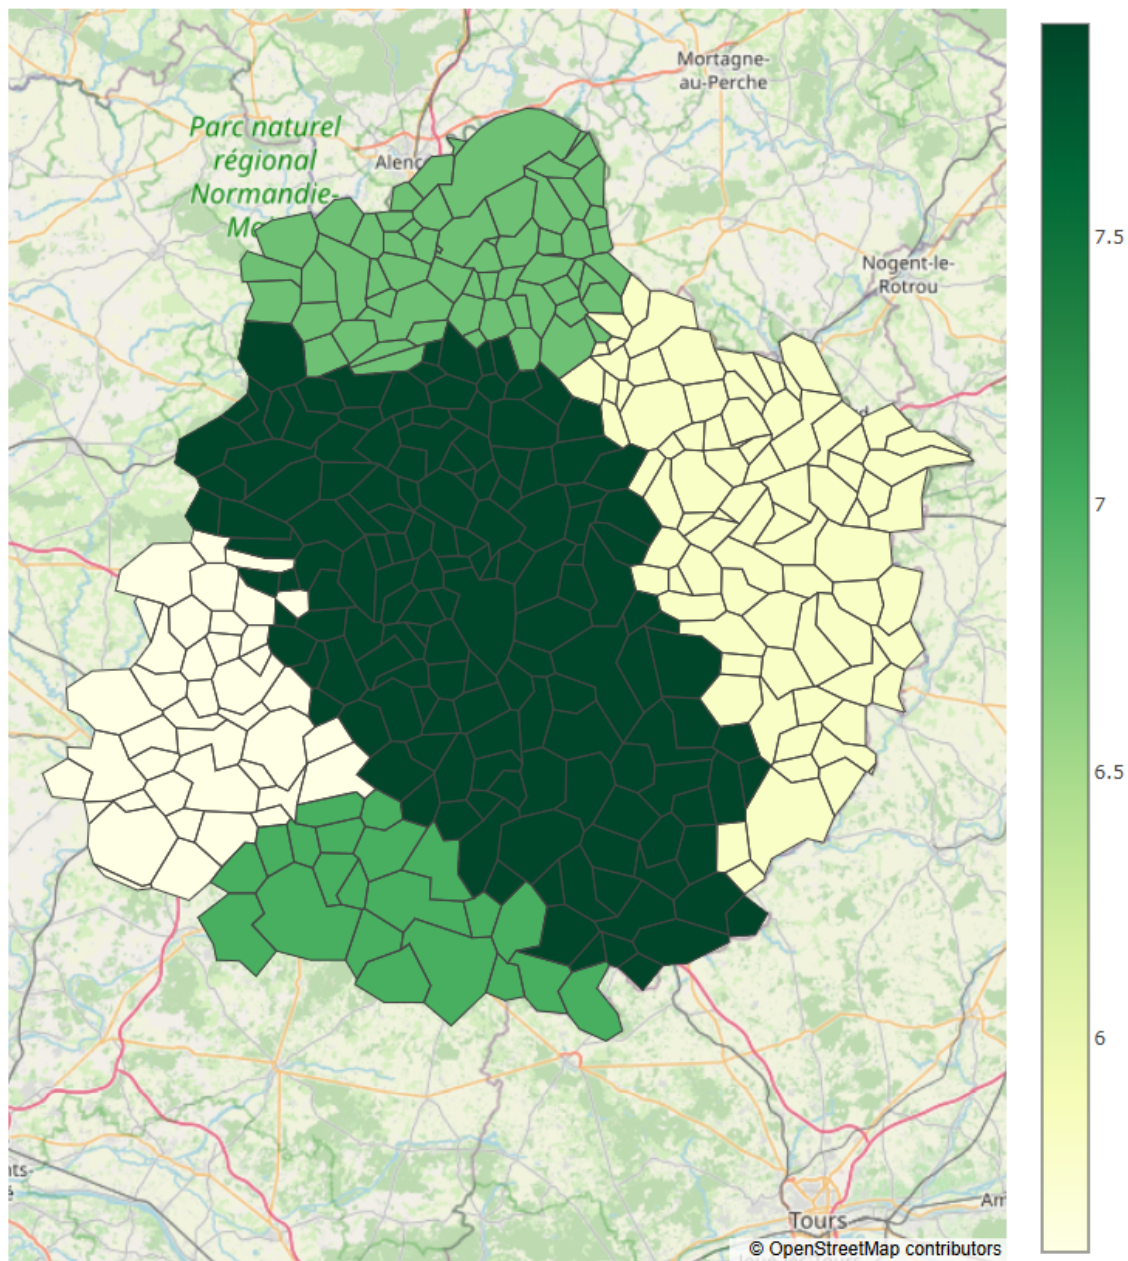 Mortagne-
au-Perche
Parc naturel
régional
Normandie-
Alenc
Nogent-le-
Rotrou
7.5
7
6.5
6
Tours
© OpenStreetMap contributors